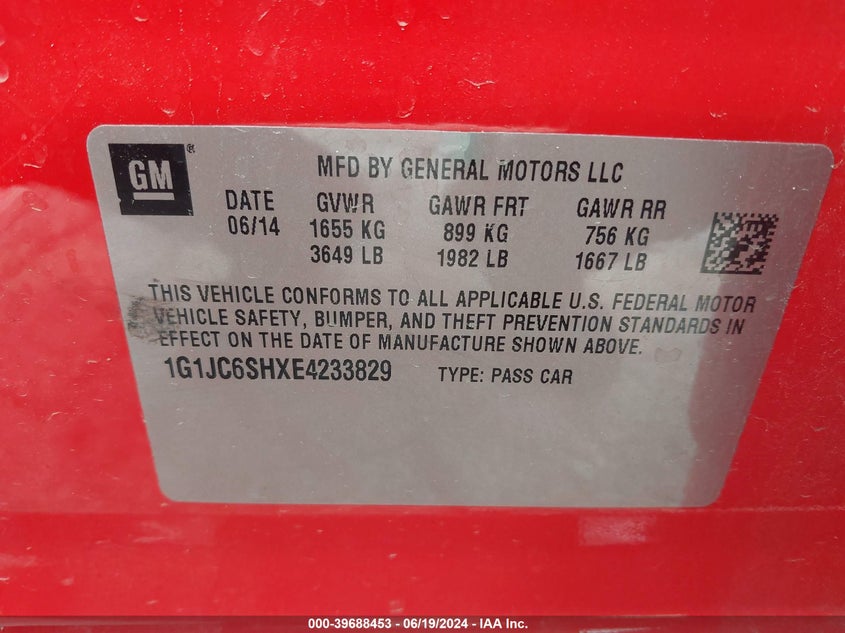 GM ®
MFD BY GENERAL MOTORS LLC
DATE GVWR GAWR FRT GAWR RR
06/14 1655 KG 899 KG 756 KG
3649 LB 1982 LB 1667 LB
THIS VEHICLE CONFORMS TO ALL APPLICABLE U.S. FEDERAL MOTOR
VEHICLE SAFETY, BUMPER, AND THEFT PREVENTION STANDARDS IN
EFFECT ON THE DATE OF MANUFACTURE SHOWN ABOVE.
1G1JC6SHXE4233829 TYPE: PASS CAR
000-39688453 - 06/19/2024 - IAA Inc.